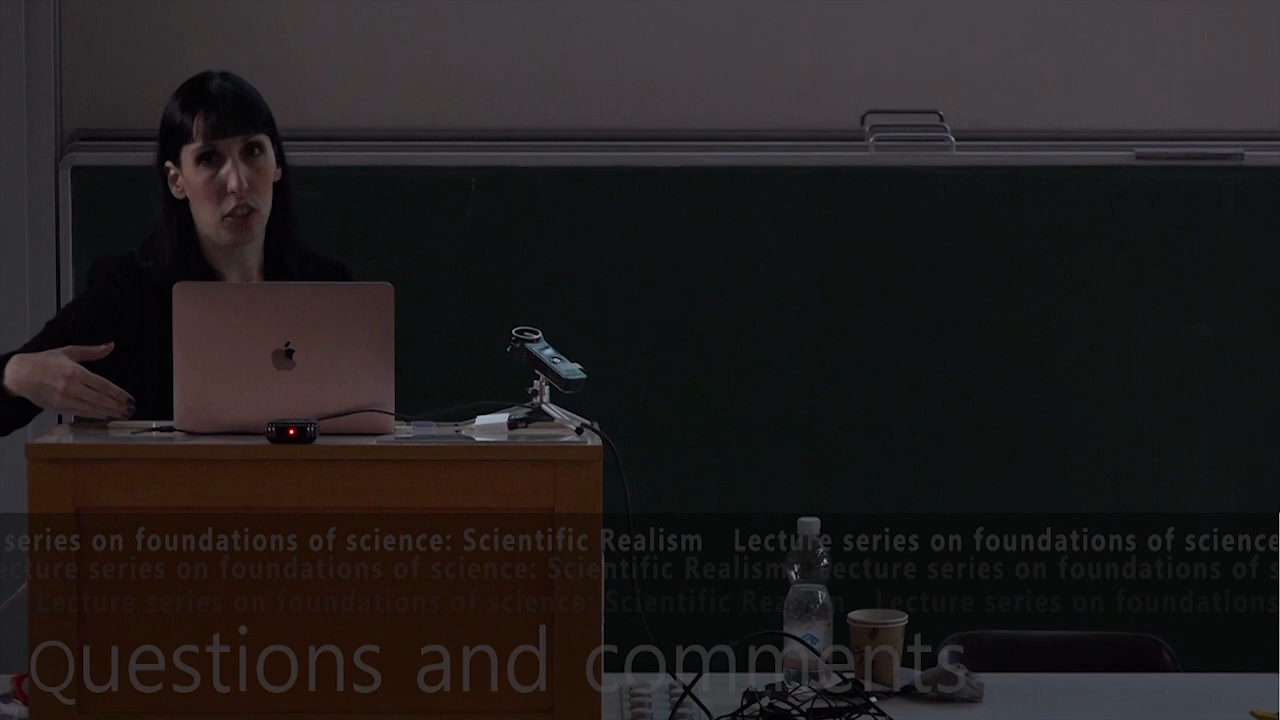 series on foundations of science: Scientific Realism Lecture series on foundations of science
ecture series on foundations of science: Scientific Realism Lecture series on foundations of s
Lecture series on foundations of science: Scientific Realism Lecture series on foundations
Questions and comments